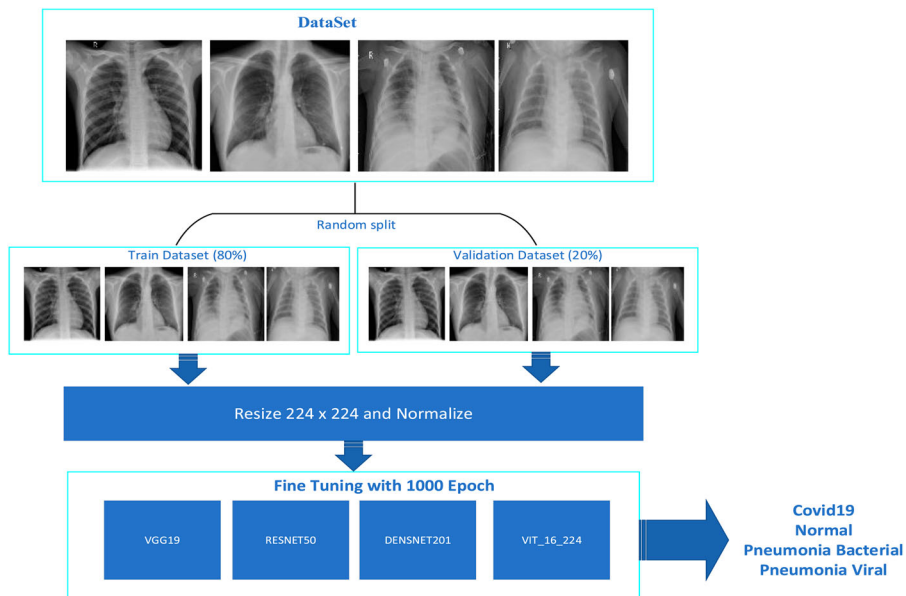 DataSet
Random split
Train Dataset (80%)
Validation Dataset (20%)
Resize 224 x 224 and Normalize
Fine Tuning with 1000 Epoch
VGG19
RESNET50
DENSNET201
VIT_16_224
Covid19
Normal
Pneumonia Bacterial
Pneumonia Viral